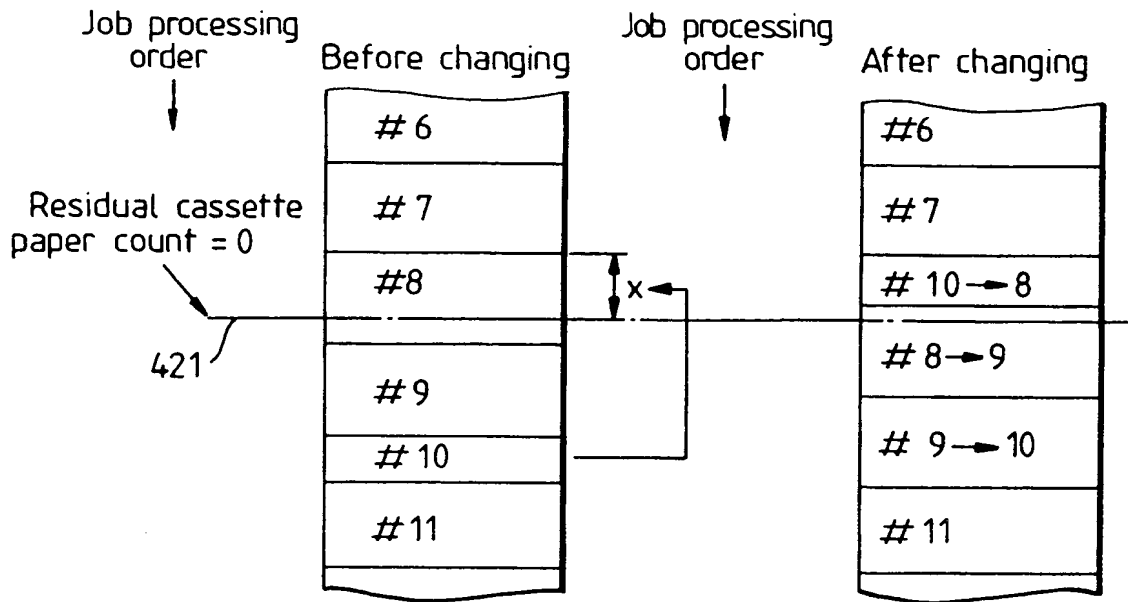 Job processing
order
Before changing
Job processing
order
After changing
# 6
# 7
Residual cassette
paper count = 0
#8
x
421
# 9
# 10
# 11
#6
#7
# 10→8
# 8→9
# 9→10
#11